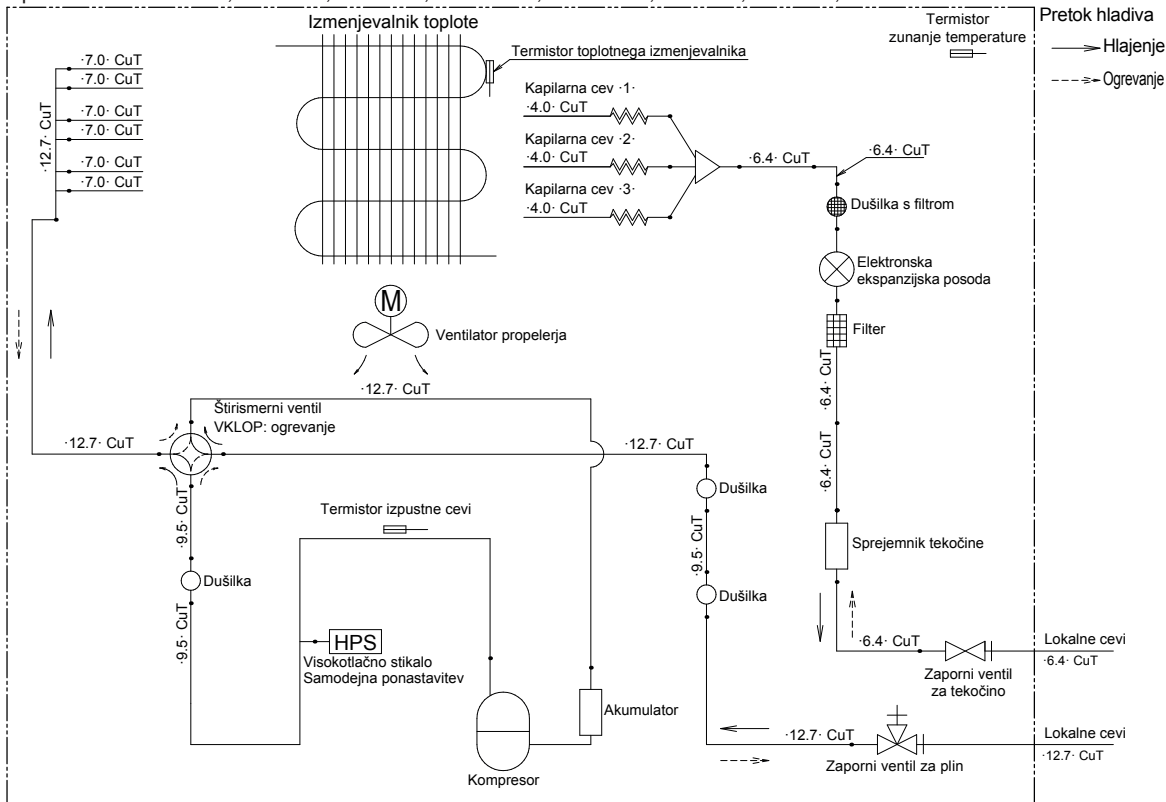 Izmenjevalnik toplote
Termistor toplotnega izmenjevalnika
Termistor
zunanje temperature
Pretok hladiva
Hlajenje
Ogrevanje
·7.0· CuT
·7.0· CuT
·7.0· CuT
·7.0· CuT
·7.0· CuT
·7.0· CuT
·12.7· CuT
Kapilarna cev ·1·
·4.0· CuT
Kapilarna cev ·2·
·4.0· CuT
Kapilarna cev ·3·
·4.0· CuT
·6.4· CuT
·6.4· CuT
Dušilka s filtrom
Elektronska
ekspanzijska posoda
Filter
·6.4· CuT
·6.4· CuT
Sprejemnik tekočine
M
Ventilator propelerja
·12.7· CuT
Štirismerni ventil
VKLOP: ogrevanje
·12.7· CuT
·12.7· CuT
·9.5· CuT
Dušilka
·9.5· CuT
Termistor izpustne cevi
HPS
Visokotlačno stikalo
Samodejna ponastavitev
Kompresor
Akumulator
Dušilka
·9.5· CuT
Dušilka
·6.4· CuT
Zaporni ventil
za tekočino
Lokalne cevi
·6.4· CuT
·12.7· CuT
Zaporni ventil za plin
Lokalne cevi
·12.7· CuT